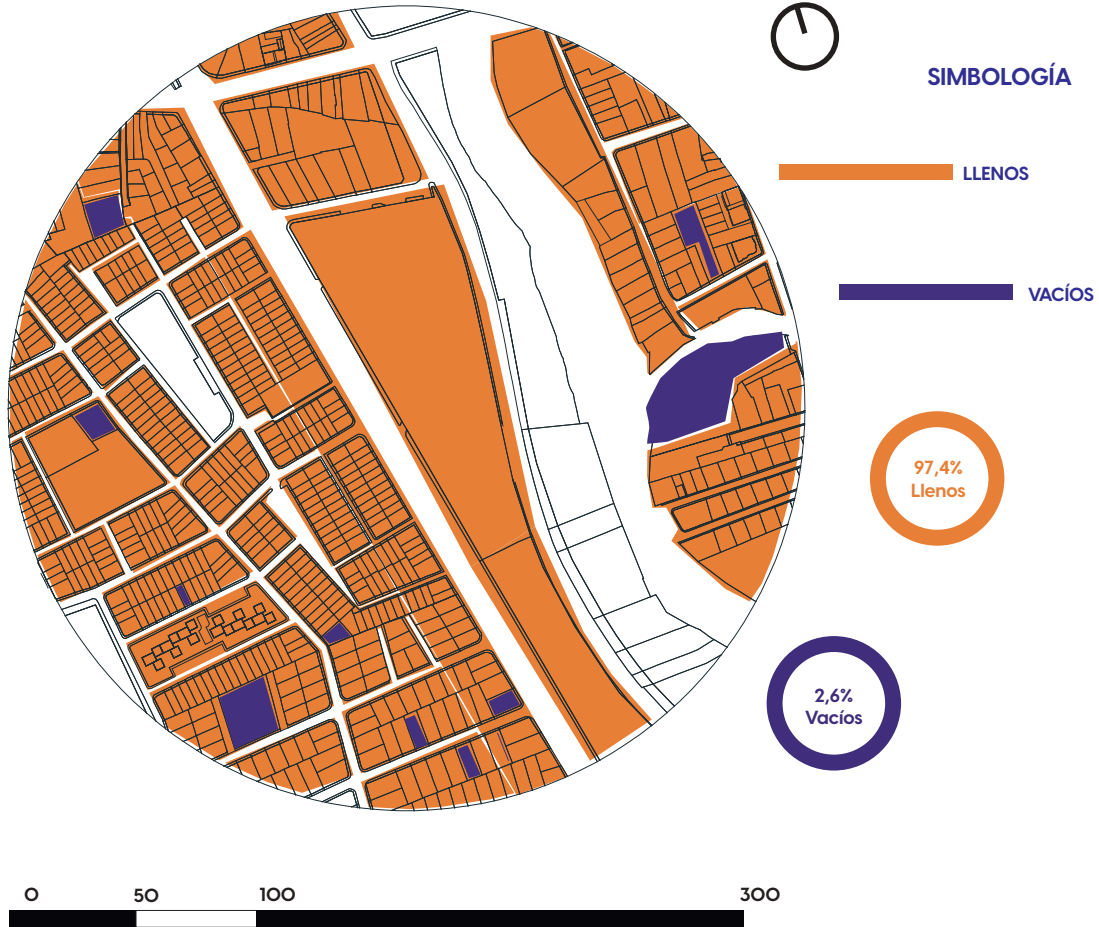 SIMBOLOGÍA
LLENOS
VACÍOS
97,4%
Llenos
2,6%
Vacíos
0 50 100 300